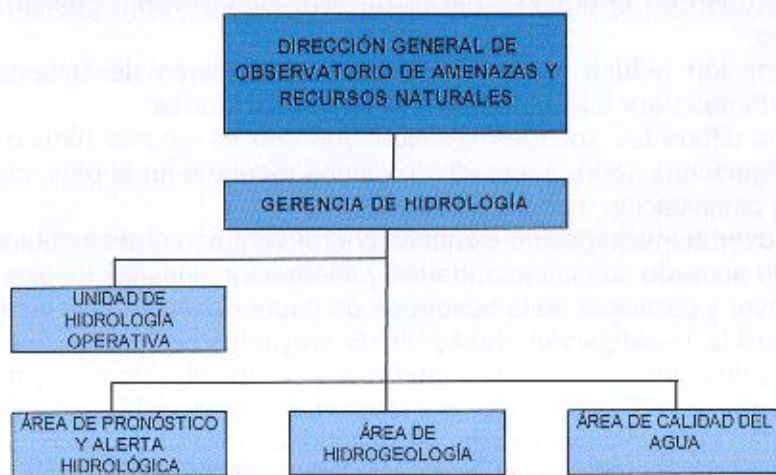 DIRECCIÓN GENERAL DE
OBSERVATORIO DE AMENAZAS Y
RECURSOS NATURALES
GERENCIA DE HIDROLOGÍA
UNIDAD DE
HIDROLOGÍA
OPERATIVA
ÁREA DE PRONÓSTICO
Y ALERTA
HIDROLÓGICA
ÁREA DE
HIDROGEOLOGÍA
ÁREA DE CALIDAD DEL
AGUA